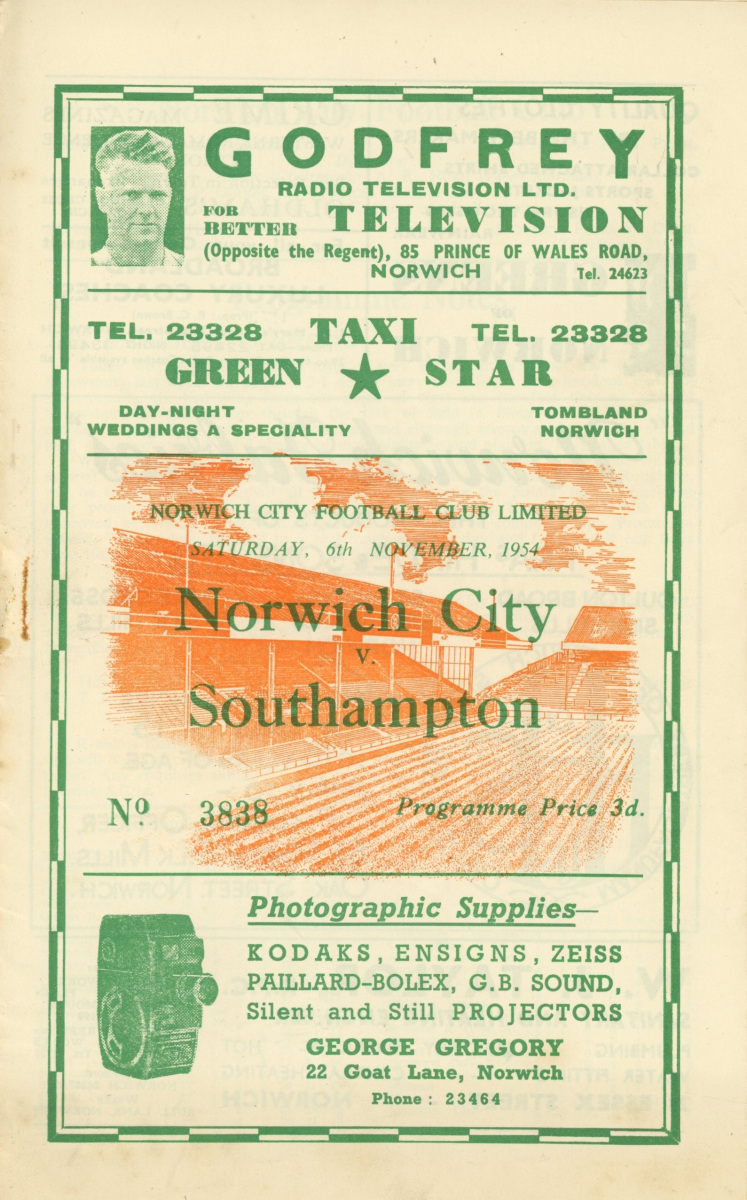 GODFREY
RADIO TELEVISION LTD.
FOR BETTER TELEVISION
(Opposite the Regent), 85 PRINCE OF WALES ROAD,
NORWICH Tel. 24623
TEL. 23328 TAXI TEL. 23328
GREEN STAR
DAY-NIGHT TOMBLAND
WEDDINGS A SPECIALITY NORWICH
NORWICH CITY FOOTBALL CLUB LIMITED
SATURDAY, 6th NOVEMBER, 1954
Norwich City
v.
Southampton
Nº 3838 Programme Price 3d.
Photographic Supplies—
KODAKS, ENSIGNS, ZEISS
PAILLARD-BOLEX, G.B. SOUND,
Silent and Still PROJECTORS
GEORGE GREGORY
22 Goat Lane, Norwich
Phone : 23464